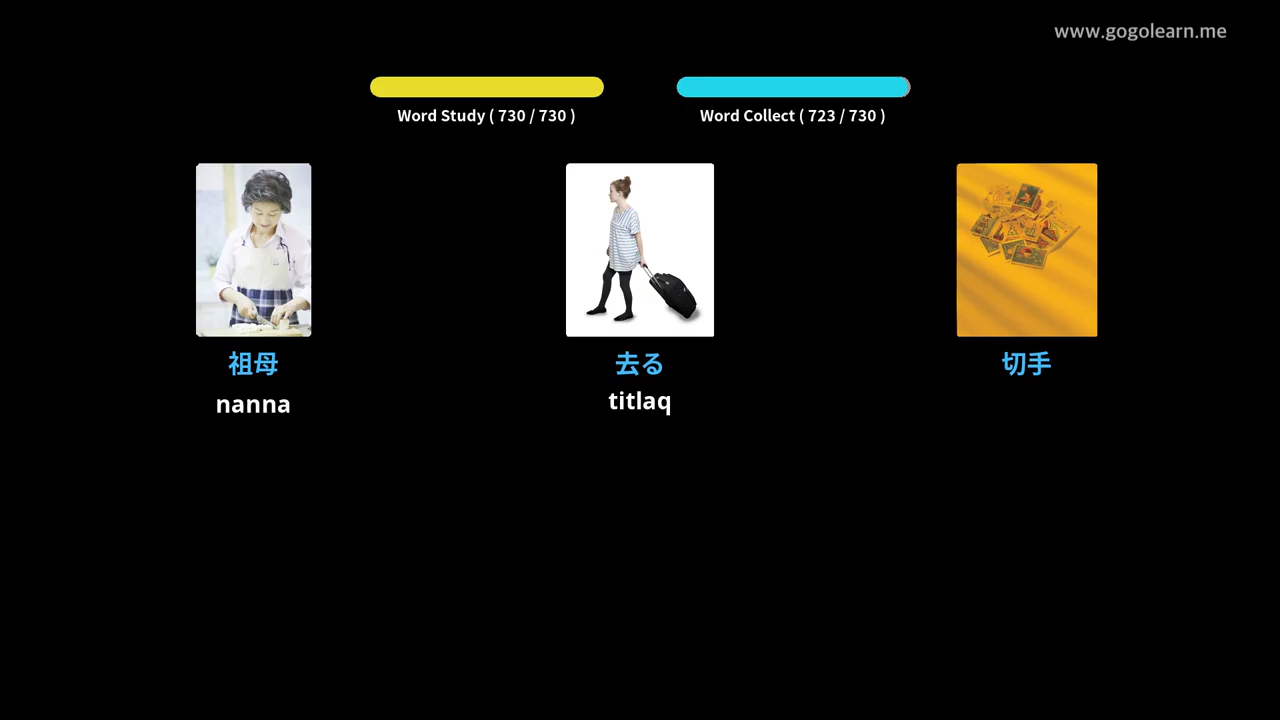 www.gogolearn.me
Word Study ( 730 / 730 )
Word Collect ( 723 / 730 )
祖母
去る
切手
nanna
titlaq